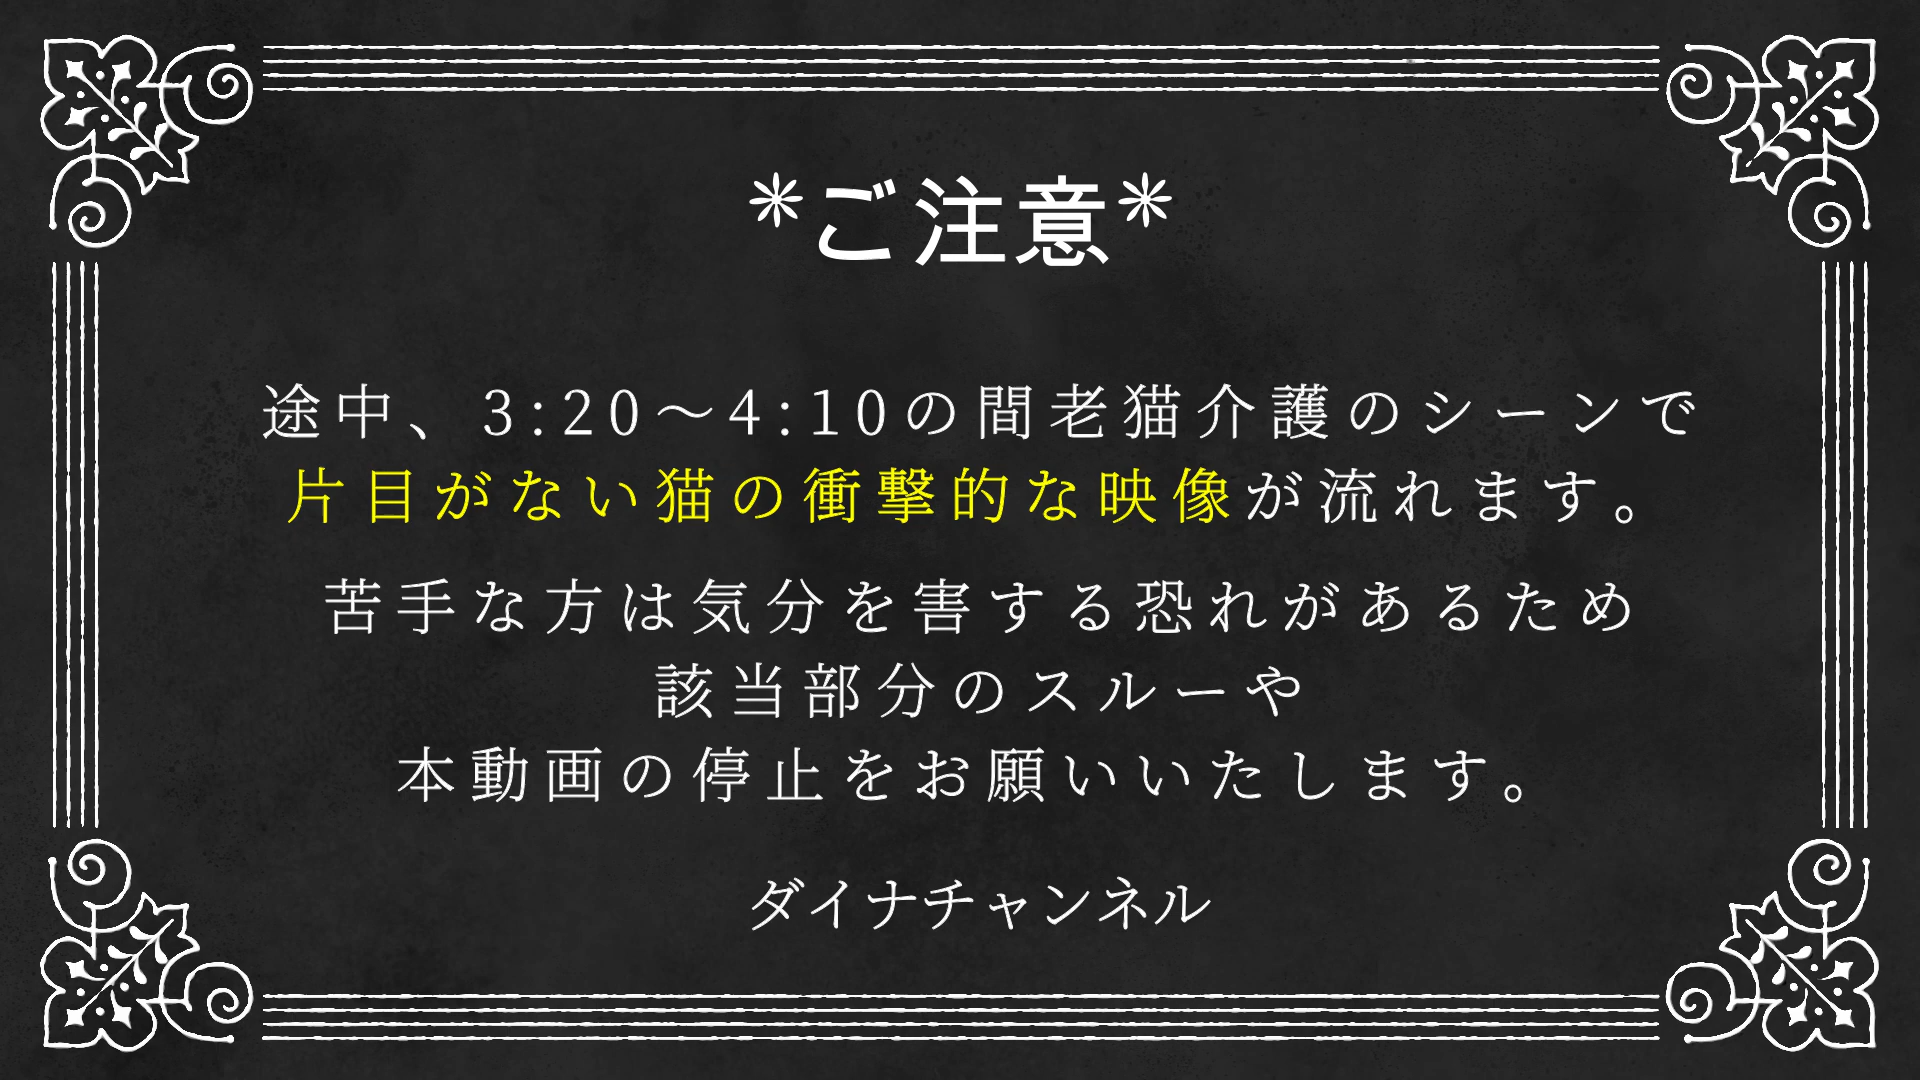 *ご注意*
途中、3:20～4:10の間老猫介護のシーンで
片目がない猫の衝撃的な映像が流れます。
苦手な方は気分を害する恐れがあるため
該当部分のスルーや
本動画の停止をお願いいたします。
ダイナチャンネル